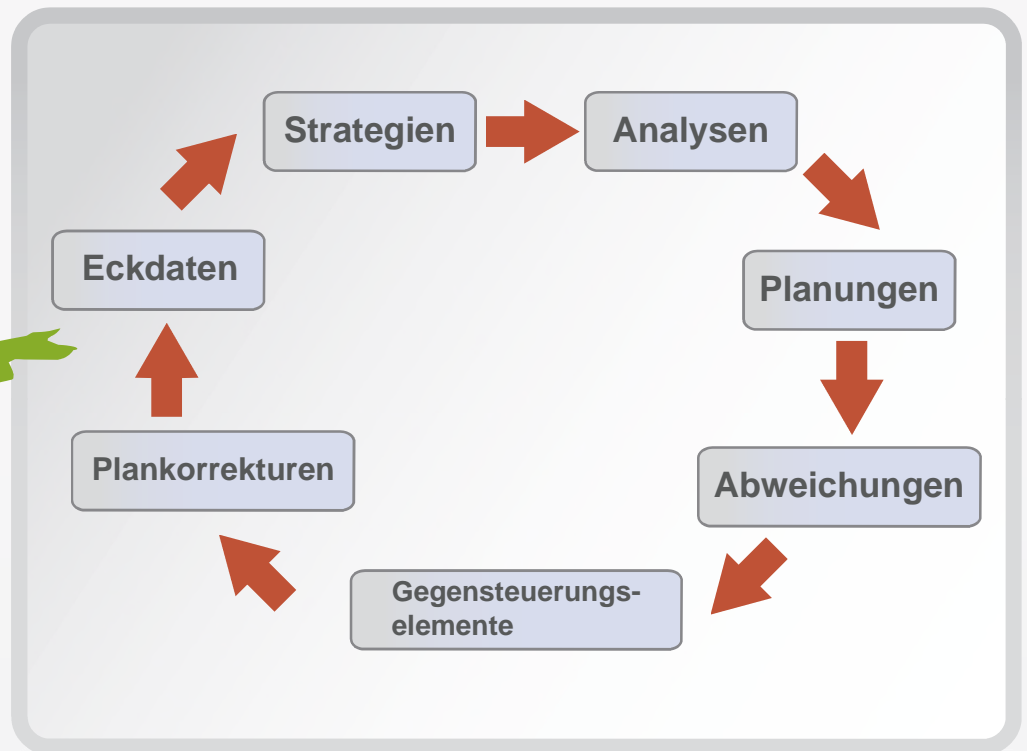 Strategien
Analysen
Eckdaten
Planungen
Plankorrekturen
Abweichungen
Gegensteuerungs-
elemente